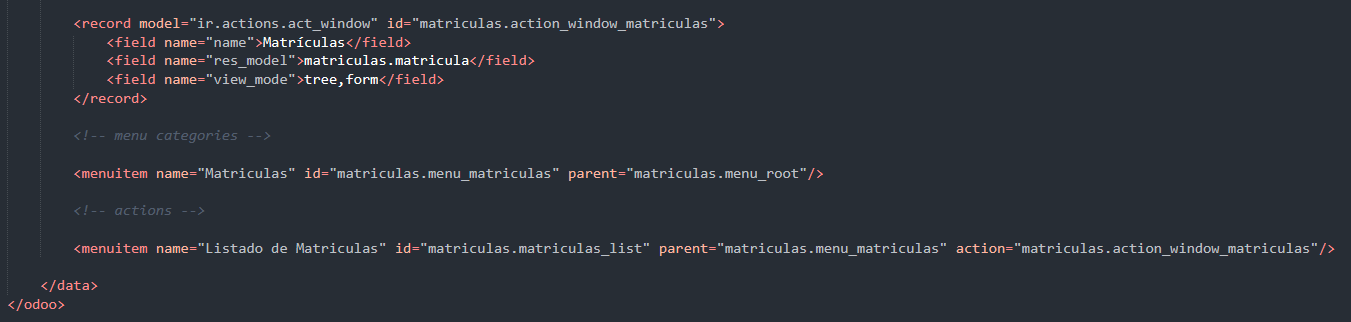 <record model="ir.actions.act_window" id="matriculas.action_window_matriculas">
<field name="name">Matrículas</field>
<field name="res_model">matriculas.matricula</field>
<field name="view_mode">tree,form</field>
</record>
<!-- menu categories -->
<menuitem name="Matriculas" id="matriculas.menu_matriculas" parent="matriculas.menu_root"/>
<!-- actions -->
<menuitem name="Listado de Matriculas" id="matriculas.matriculas_list" parent="matriculas.menu_matriculas" action="matriculas.action_window_matriculas"/>
</data>
</odoo>